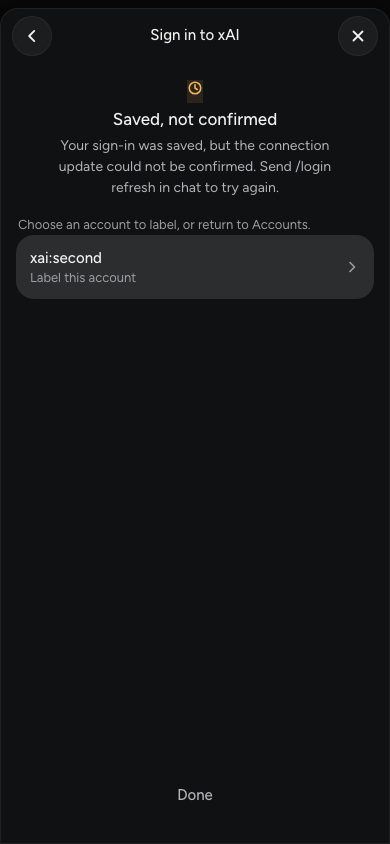 Sign in to xAI
Saved, not confirmed
Your sign-in was saved, but the connection
update could not be confirmed. Send /login
refresh in chat to try again.
Choose an account to label, or return to Accounts.
xai:second
Label this account
Done